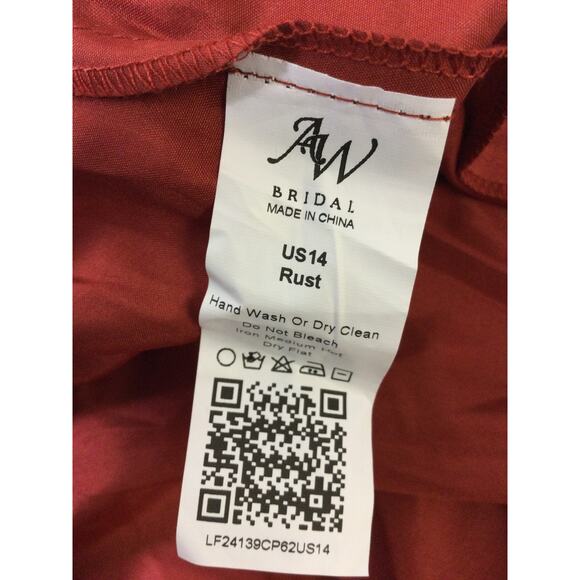 AW
BRIDAL
MADE IN CHINA
US14
Rust
Hand Wash Or Dry Clean
Do Not Bleach
Iron Medium Hot
Dry Flat
LF24139CP62US14